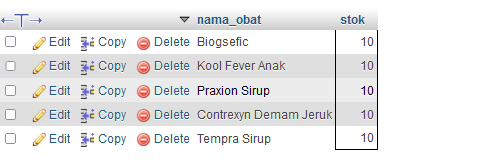 nama_obat stok
Edit Copy Delete Biogsefic 10
Edit Copy Delete Kool Fever Anak 10
Edit Copy Delete Praxion Sirup 10
Edit Copy Delete Contrexyn Demam Jeruk 10
Edit Copy Delete Tempra Sirup 10